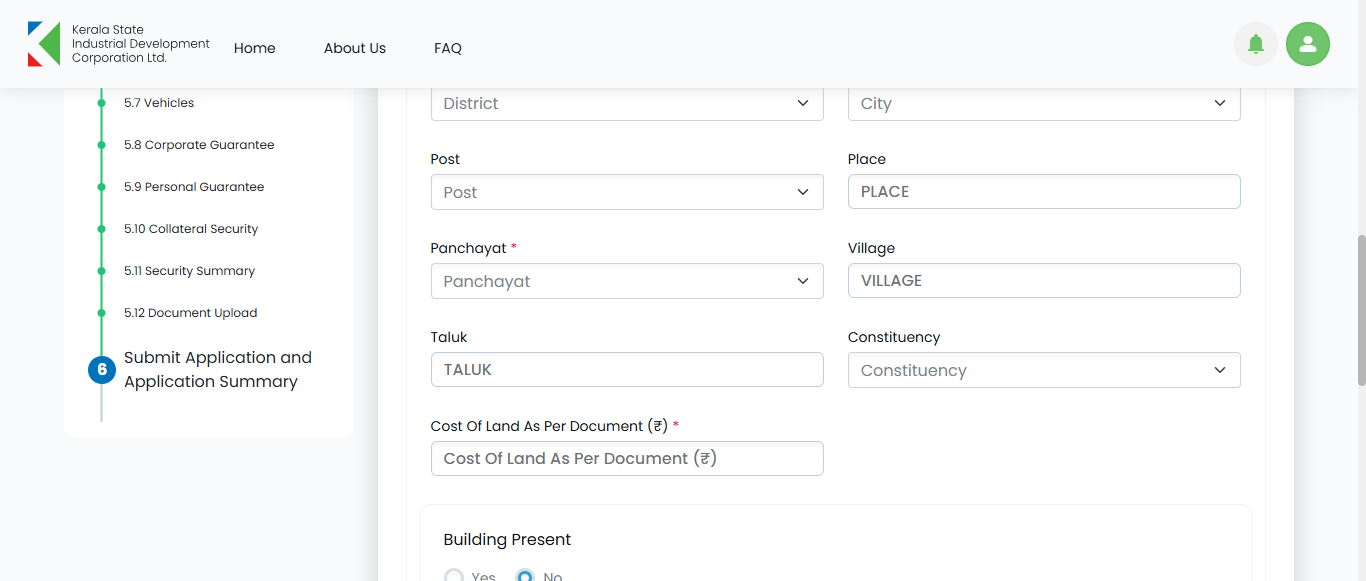 Kerala State
Industrial Development
Corporation Ltd.
Home
About Us
FAQ
5.7 Vehicles
5.8 Corporate Guarantee
5.9 Personal Guarantee
5.10 Collateral Security
5.11 Security Summary
5.12 Document Upload
6
Submit Application and
Application Summary
District
City
Post
Place
Post
PLACE
Panchayat *
Village
Panchayat
VILLAGE
Taluk
Constituency
TALUK
Constituency
Cost Of Land As Per Document (₹) *
Cost Of Land As Per Document (₹)
Building Present
Yes
No